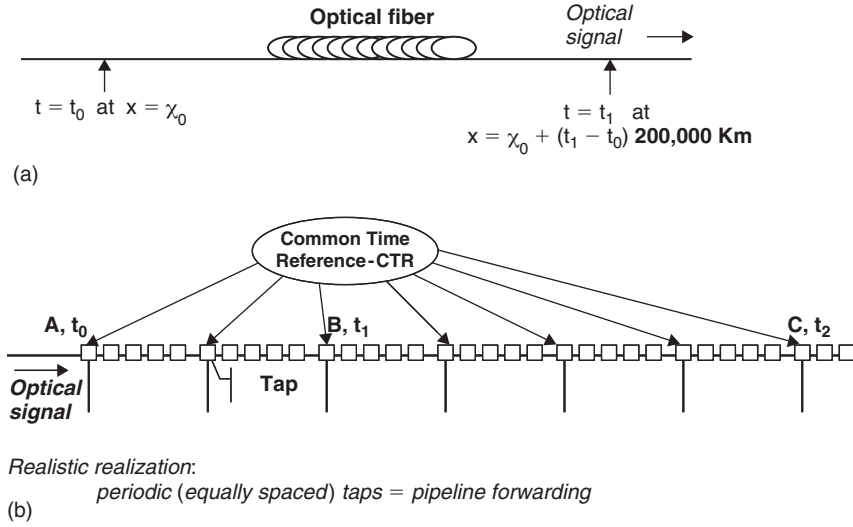 Optical fiber
Optical
signal
t = t₀ at x = χ₀
t = t₁ at
x = χ₀ + (t₁ − t₀) 200,000 Km
(a)
Common Time
Reference-CTR
A, t₀
B, t₁
C, t₂
Optical
signal
Tap
Realistic realization:
periodic (equally spaced) taps = pipeline forwarding
(b)